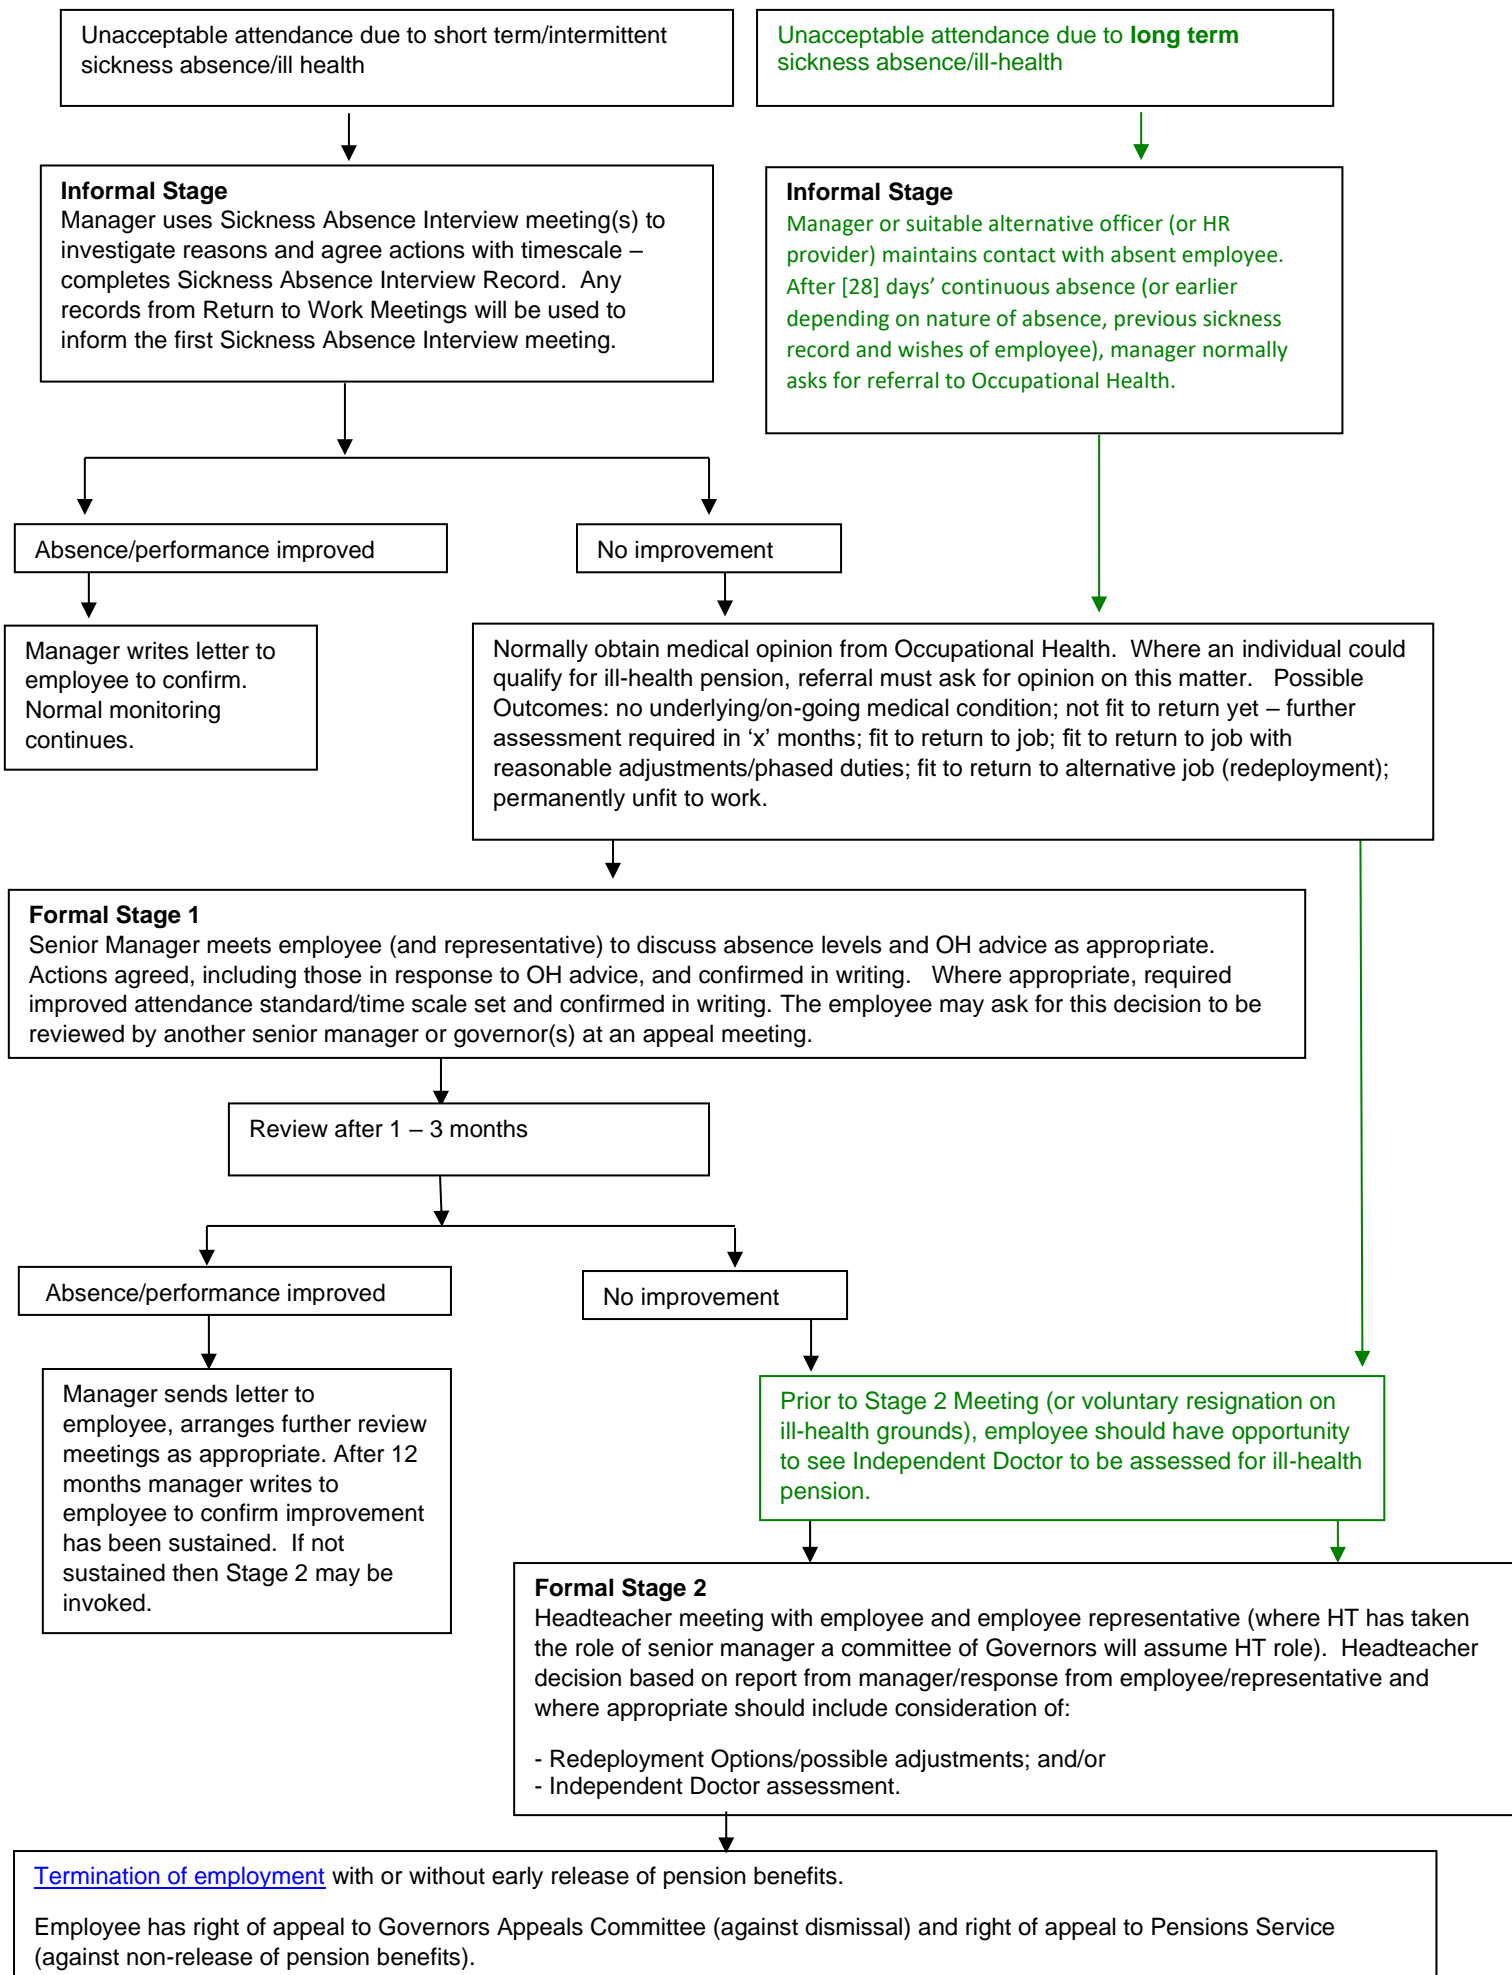 Unacceptable attendance due to short term/intermittent
sickness absence/ill health
Unacceptable attendance due to long term
sickness absence/ill-health
Informal Stage
Manager uses Sickness Absence Interview meeting(s) to
investigate reasons and agree actions with timescale –
completes Sickness Absence Interview Record.  Any
records from Return to Work Meetings will be used to
inform the first Sickness Absence Interview meeting.
Informal Stage
Manager or suitable alternative officer (or HR
provider) maintains contact with absent employee.
After [28] days’ continuous absence (or earlier
depending on nature of absence, previous sickness
record and wishes of employee), manager normally
asks for referral to Occupational Health.
Absence/performance improved
No improvement
Manager writes letter to
employee to confirm.
Normal monitoring
continues.
Normally obtain medical opinion from Occupational Health.  Where an individual could
qualify for ill-health pension, referral must ask for opinion on this matter.   Possible
Outcomes: no underlying/on-going medical condition; not fit to return yet – further
assessment required in ‘x’ months; fit to return to job; fit to return to job with
reasonable adjustments/phased duties; fit to return to alternative job (redeployment);
permanently unfit to work.
Formal Stage 1
Senior Manager meets employee (and representative) to discuss absence levels and OH advice as appropriate.
Actions agreed, including those in response to OH advice, and confirmed in writing.   Where appropriate, required
improved attendance standard/time scale set and confirmed in writing. The employee may ask for this decision to be
reviewed by another senior manager or governor(s) at an appeal meeting.
Review after 1 – 3 months
Absence/performance improved
No improvement
Manager sends letter to
employee, arranges further review
meetings as appropriate. After 12
months manager writes to
employee to confirm improvement
has been sustained.  If not
sustained then Stage 2 may be
invoked.
Prior to Stage 2 Meeting (or voluntary resignation on
ill-health grounds), employee should have opportunity
to see Independent Doctor to be assessed for ill-health
pension.
Formal Stage 2
Headteacher meeting with employee and employee representative (where HT has taken
the role of senior manager a committee of Governors will assume HT role).  Headteacher
decision based on report from manager/response from employee/representative and
where appropriate should include consideration of:
- Redeployment Options/possible adjustments; and/or
- Independent Doctor assessment.
Termination of employment with or without early release of pension benefits.
Employee has right of appeal to Governors Appeals Committee (against dismissal) and right of appeal to Pensions Service
(against non-release of pension benefits).